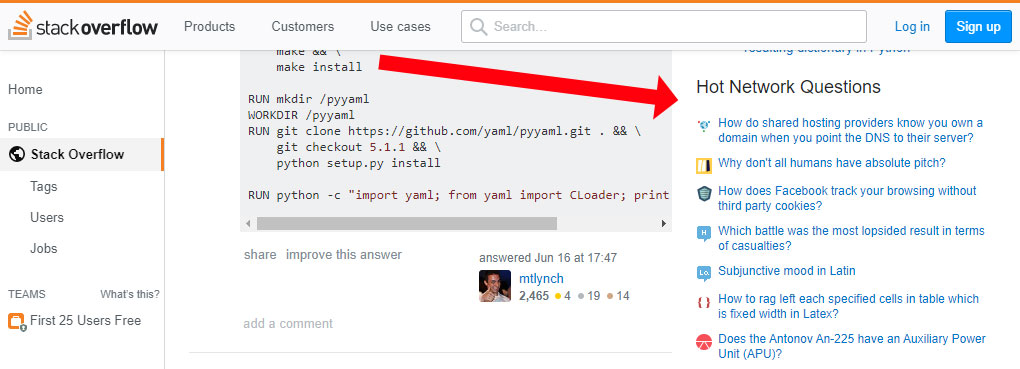 stackoverflow
Products
Customers
Use cases
Search...
Log in
Sign up
Home
PUBLIC
Stack Overflow
Tags
Users
Jobs
TEAMS
What's this?
First 25 Users Free
make && \
make install
RUN mkdir /pyyaml
WORKDIR /pyyaml
RUN git clone https://github.com/yaml/pyyaml.git . && \
git checkout 5.1.1 && \
python setup.py install
RUN python -c "import yaml; from yaml import CLoader; print
share improve this answer
answered Jun 16 at 17:47
mtlynch
2,465 4 19 14
add a comment
resulting dictionary in Python
Hot Network Questions
How do shared hosting providers know you own a
domain when you point the DNS to their server?
Why don't all humans have absolute pitch?
How does Facebook track your browsing without
third party cookies?
H
Which battle was the most lopsided result in terms
of casualties?
Lo
Subjunctive mood in Latin
{ }
How to rag left each specified cells in table which
is fixed width in Latex?
Does the Antonov An-225 have an Auxiliary Power
Unit (APU)?